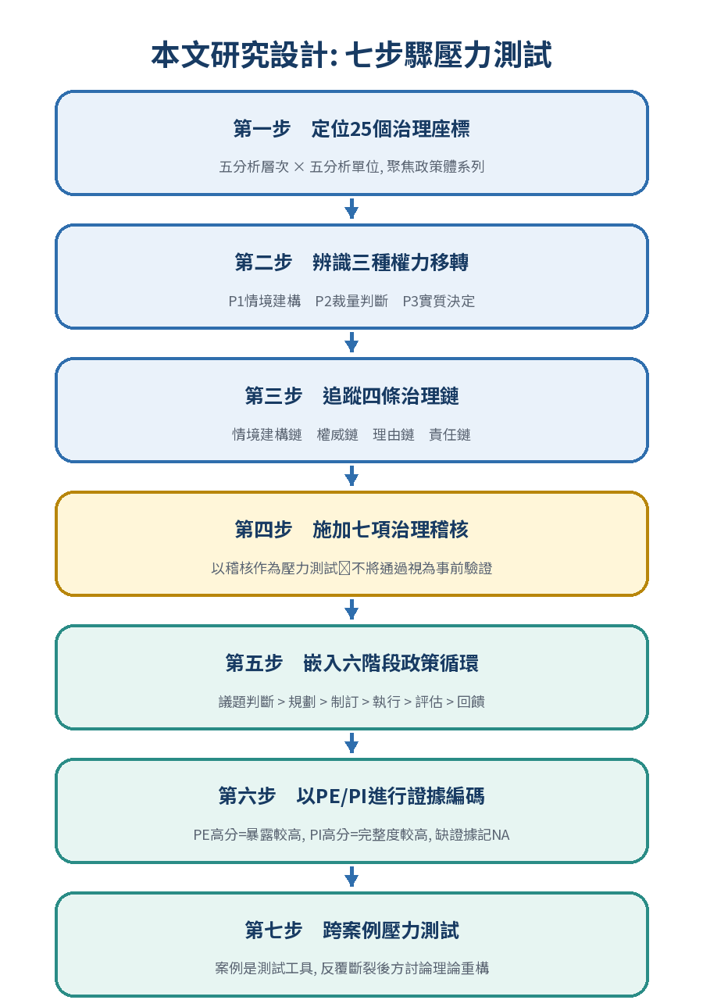 本文研究設計: 七步驟壓力測試
第一步　定位25個治理座標
五分析層次 × 五分析單位, 聚焦政策體系列
第二步　辨識三種權力移轉
P1情境建構　P2裁量判斷　P3實質決定
第三步　追蹤四條治理鏈
情境建構鏈　權威鏈　理由鏈　責任鏈
第四步　施加七項治理稽核
以稽核作為壓力測試□不將通過視為事前驗證
第五步　嵌入六階段政策循環
議題判斷 > 規劃 > 制訂 > 執行 > 評估 > 回饋
第六步　以PE/PI進行證據編碼
PE高分=暴露較高, PI高分=完整度較高, 缺證據記NA
第七步　跨案例壓力測試
案例是測試工具, 反覆斷裂後方討論理論重構